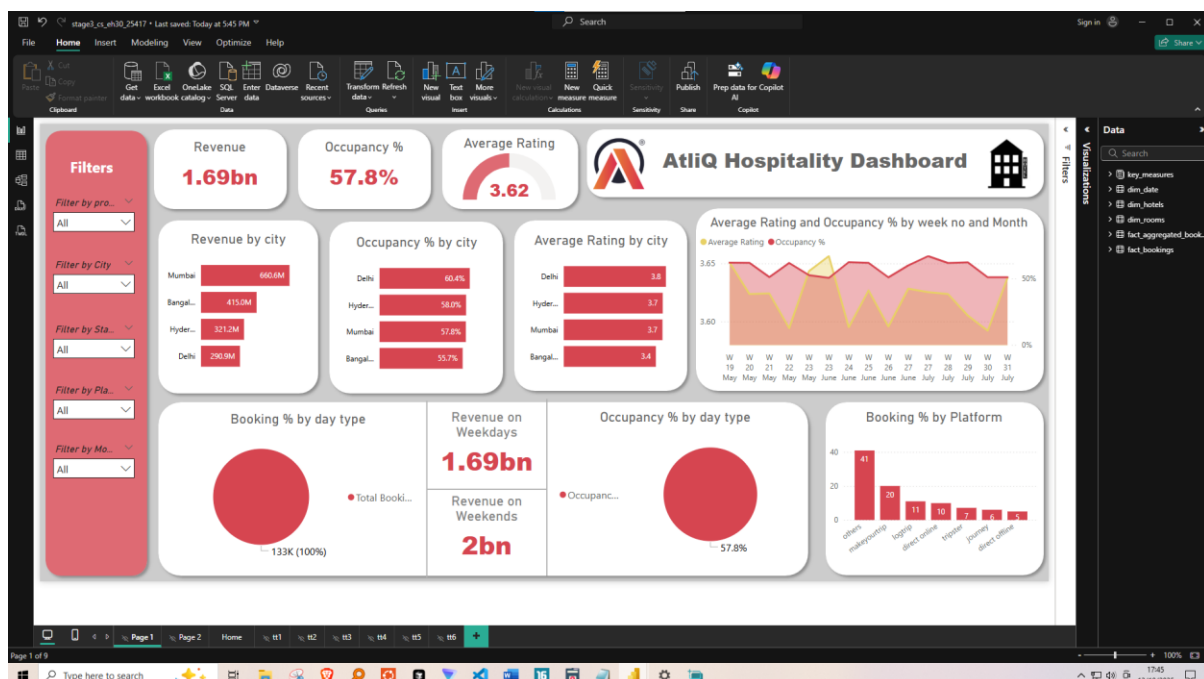 stage3_cs_eh30_25417 • Last saved: Today at 5:45 PM
Search
Sign in
File Home Insert Modeling View Optimize Help
Share
Paste
Cut
Copy
Format painter
Clipboard
Get data
Excel workbook
OneLake catalog
SQL Server
Enter data
Dataverse
Recent sources
Data
Transform data
Refresh
Queries
New visual
Text box
More visuals
Insert
New visual calculation
New measure
Quick measure
Calculations
Sensitivity
Sensitivity
Publish
Share
Prep data for AI
Copilot
Copilot
Filters
Filter by pro...
All
Filter by City
All
Filter by Sta...
All
Filter by Pla...
All
Filter by Mo...
All
Revenue
1.69bn
Occupancy %
57.8%
Average Rating
3.62
AtliQ Hospitality Dashboard
Revenue by city
Mumbai 660.6M
Bangal... 415.0M
Hyder... 321.2M
Delhi 290.9M
Occupancy % by city
Delhi 60.4%
Hyder... 58.0%
Mumbai 57.8%
Bangal... 55.7%
Average Rating by city
Delhi 3.8
Hyder... 3.7
Mumbai 3.7
Bangal... 3.4
Average Rating and Occupancy % by week no and Month
Average Rating Occupancy %
3.65
3.60
50%
0%
W W W W W W W W W W W W W W W
19 20 21 22 23 23 24 25 26 27 27 28 29 30 31
May May May May May June June June June June July July July July July
Booking % by day type
Total Booki...
133K (100%)
Revenue on
Weekdays
1.69bn
Revenue on
Weekends
2bn
Occupancy % by day type
Occupanc...
57.8%
Booking % by Platform
40
20
0
41 20 11 10 7 6 5
others makeyourtrip logtrip direct online tripster journey direct offline
Filters
Visualizations
Data
Search
key_measures
dim_date
dim_hotels
dim_rooms
fact_aggregated_book...
fact_bookings
Page 1 Page 2 Home tt1 tt2 tt3 tt4 tt5 tt6
Page 1 of 9
100%
Type here to search
17:45